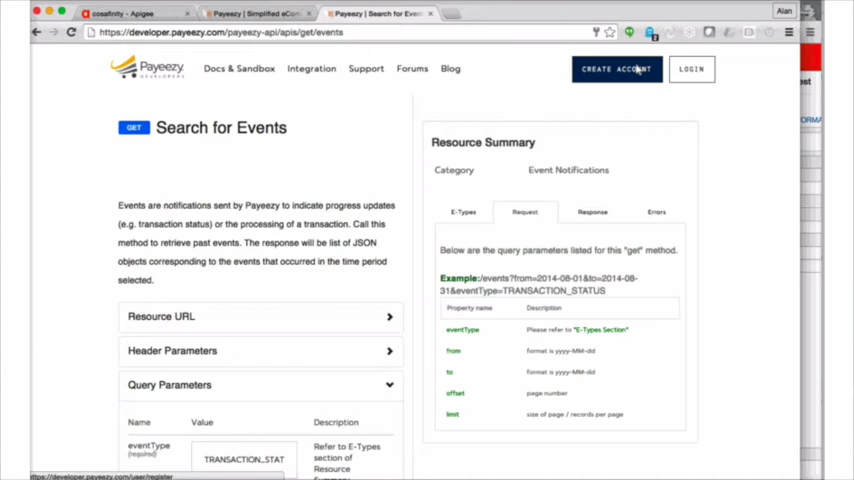 cosafinity - Apigee
Payeezy | Simplified eCom
Payeezy | Search for Even
Alan
https://developer.payeezy.com/payeezy-api/apis/get/events
Payeezy
DEVELOPERS
Docs & Sandbox
Integration
Support
Forums
Blog
CREATE ACCOUNT
LOGIN
GET
Search for Events
Events are notifications sent by Payeezy to indicate progress updates
(e.g. transaction status) or the processing of a transaction. Call this
method to retrieve past events. The response will be list of JSON
objects corresponding to the events that occurred in the time period
selected.
Resource URL
Header Parameters
Query Parameters
Name Value Description
eventType
(required)
TRANSACTION_STAT
Refer to E-Types
section of
Resource
Resource Summary
Category Event Notifications
E-Types Request Response Errors
Below are the query parameters listed for this "get" method.
Example:/events?from=2014-08-01&to=2014-08-
31&eventType=TRANSACTION_STATUS
Property name Description
eventType Please refer to "E-Types Section"
from format is yyyy-MM-dd
to format is yyyy-MM-dd
offset page number
limit size of page / records per page
https://developer.payeezy.com/user/register